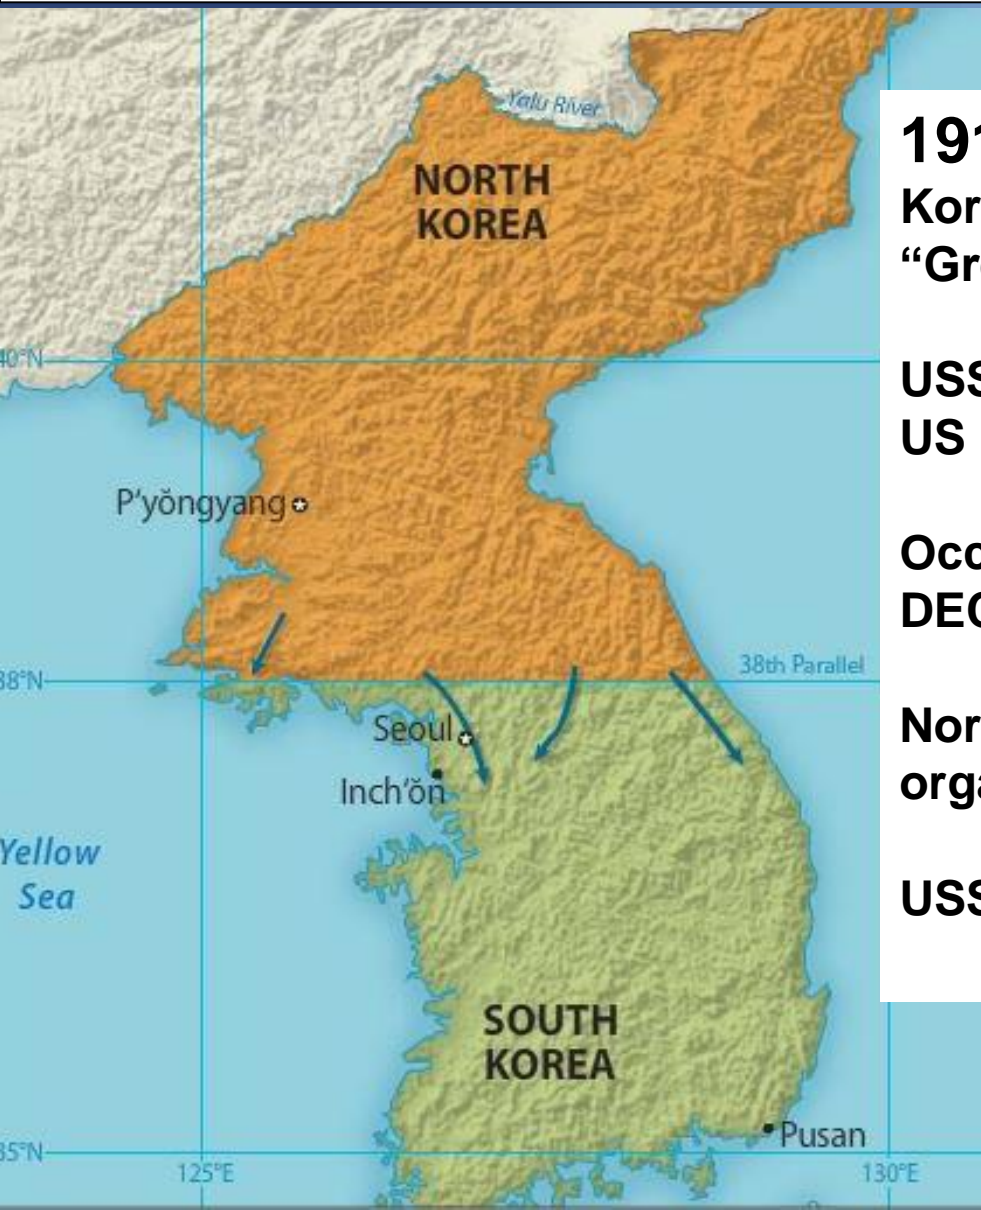 Yalu River
NORTH
KOREA
40°N
P'yŏngyang
38th Parallel
38°N
Seoul
Inch'ŏn
Yellow
Sea
SOUTH
KOREA
Pusan
35°N
125°E
130°E
191
Kor
“Gr
USS
US
Occ
DEC
Nor
orga
USS